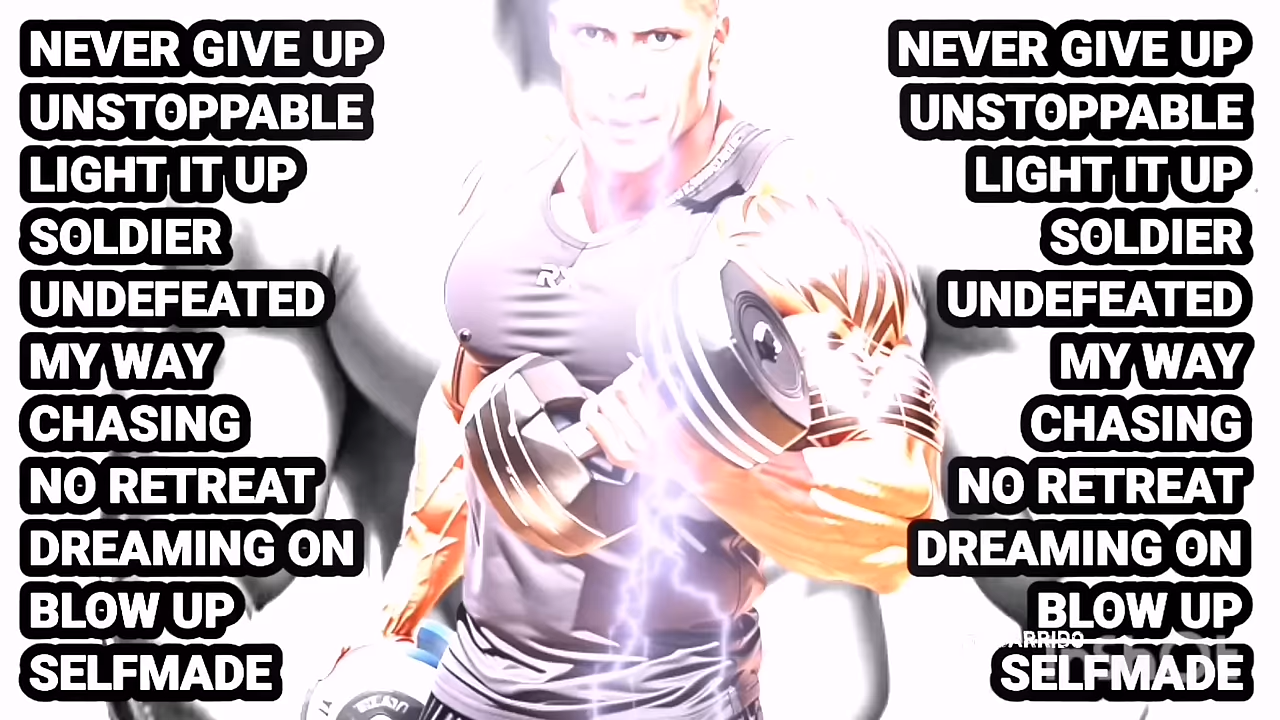 NEVER GIVE UP
UNSTOPPABLE
LIGHT IT UP
SOLDIER
UNDEFEATED
MY WAY
CHASING
NO RETREAT
DREAMING ON
BLOW UP
SELFMADE
NEVER GIVE UP
UNSTOPPABLE
LIGHT IT UP
SOLDIER
UNDEFEATED
MY WAY
CHASING
NO RETREAT
DREAMING ON
BLOW UP
SELFMADE